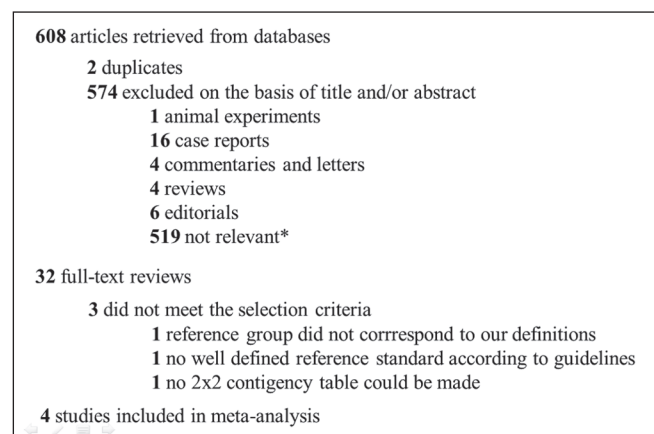 608 articles retrieved from databases
2 duplicates
574 excluded on the basis of title and/or abstract
1 animal experiments
16 case reports
4 commentaries and letters
4 reviews
6 editorials
519 not relevant*
32 full-text reviews
3 did not meet the selection criteria
1 reference group did not corrrespond to our definitions
1 no well defined reference standard according to guidelines
1 no 2x2 contigency table could be made
4 studies included in meta-analysis